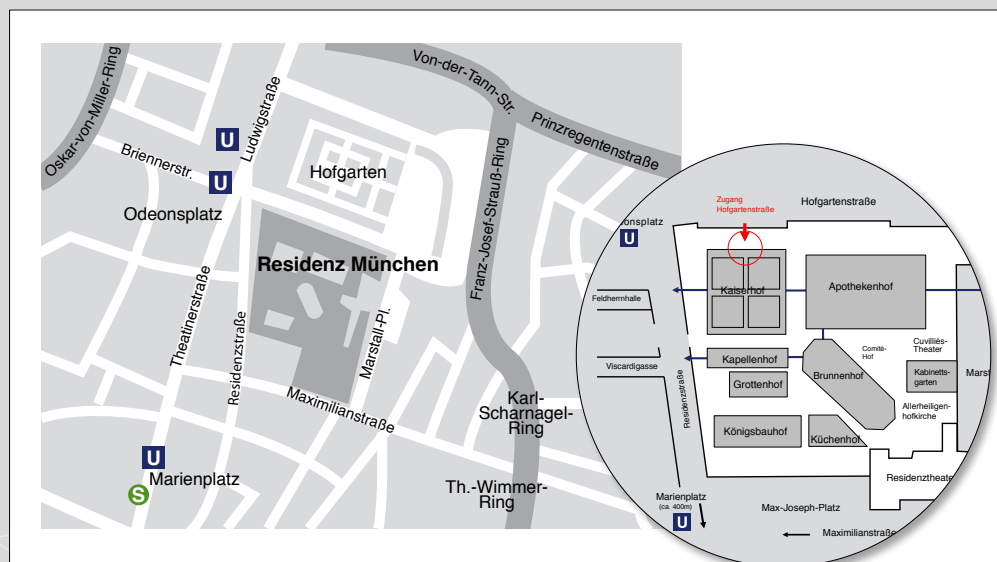 Oskar-von-Miller-Ring
Von-der-Tann-Str.
Prinzregentenstraße
U
Ludwigstraße
Briennerstr.
U
Hofgarten
Odeonsplatz
Franz-Josef-Strauß-Ring
Residenz München
Theatinerstraße
Residenzstraße
Marstall-Pl.
Maximilianstraße
Karl-
Scharnagel-
Ring
U
Marienplatz
S
Th.-Wimmer-
Ring
Zugang
Hofgartenstraße
Hofgartenstraße
onsplatz
U
Feldherrnhalle
Kaiserhof
Apothekenhof
Viscardigasse
Kapellenhof
Grottenhof
Brunnenhof
Comité-
Hof
Cuvilliés-
Theater
Kabinetts-
garten
Marst
Allerheiligen-
hofkirche
Residenzstraße
Königsbauhof
Küchenhof
Residenztheate
Marienplatz
(ca. 400m)
U
Max-Joseph-Platz
Maximilianstraße